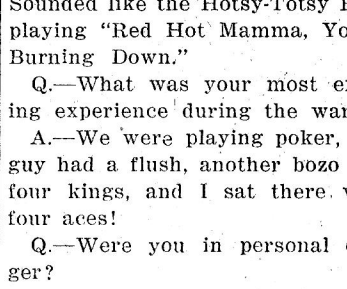 Sounded like the Hotsy-Totsy
playing “Red Hot Mamma, Yo
Burning Down.”
Q.—What was your most e
ing experience during the war
A.—We were playing poker,
guy had a flush, another bozo
four kings, and I sat there
four aces!
Q.—Were you in personal
ger?